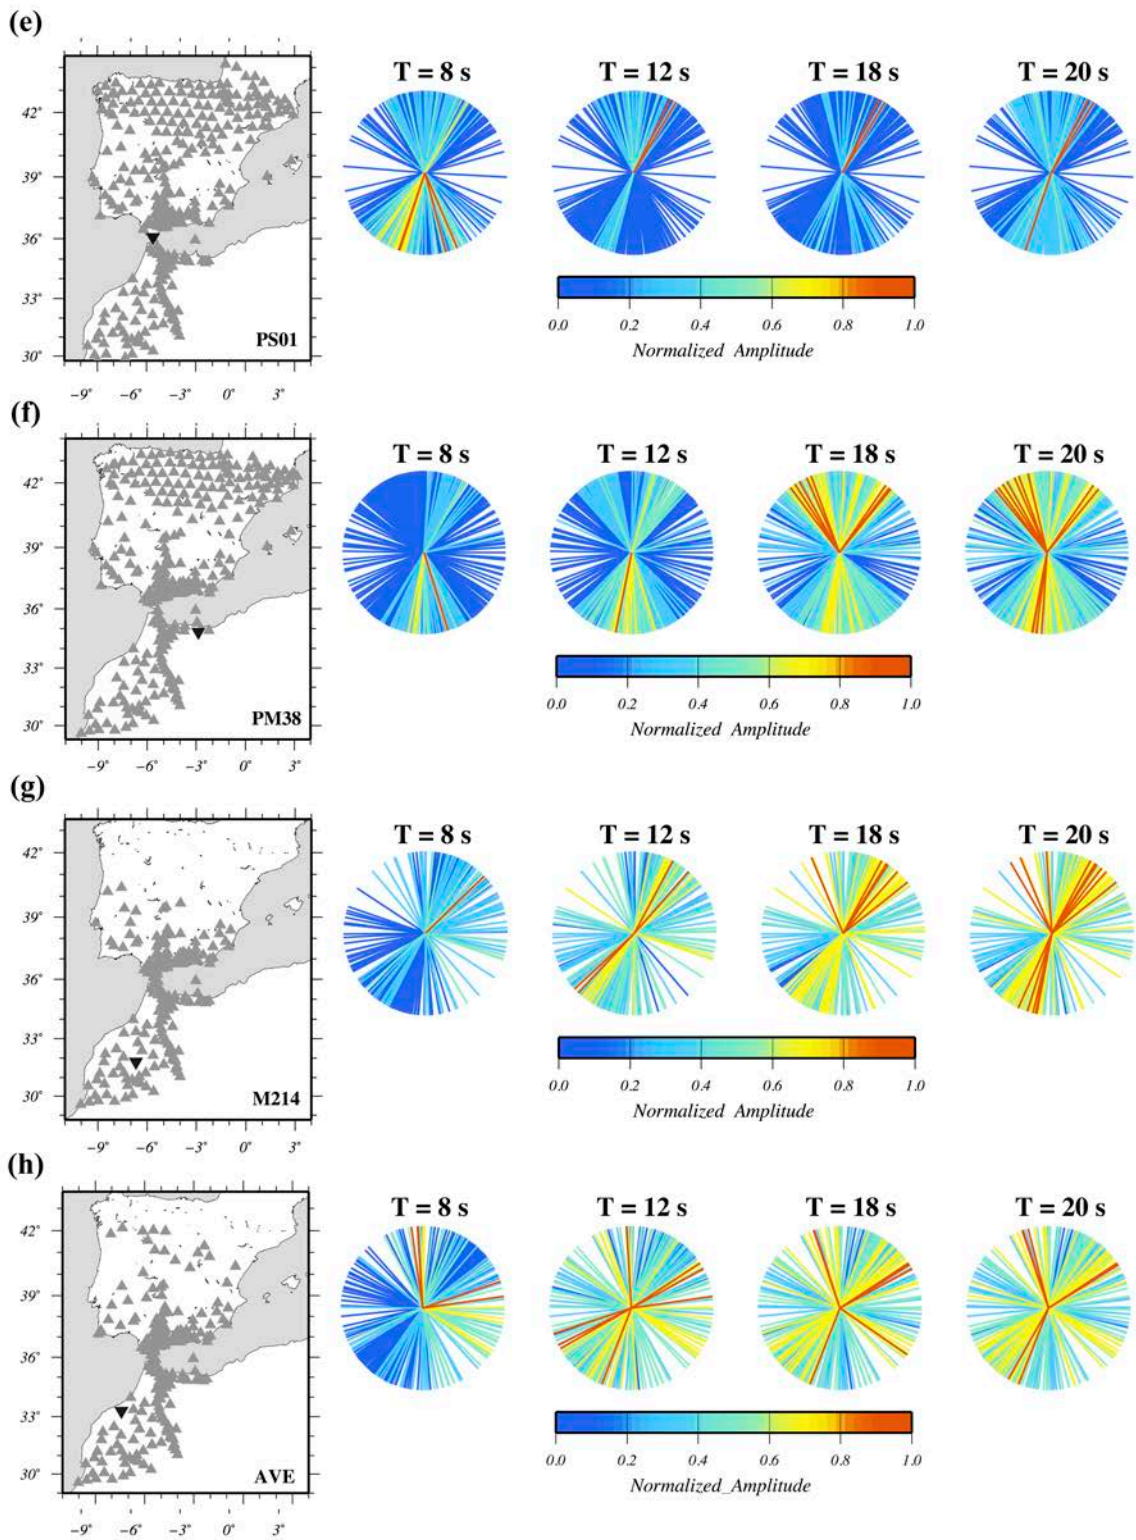 (e)
T = 8 s T = 12 s T = 18 s T = 20 s
42°
39°
36°
33°
30°
PS01
0.0 0.2 0.4 0.6 0.8 1.0
Normalized Amplitude
−9° −6° −3° 0° 3°
(f)
T = 8 s T = 12 s T = 18 s T = 20 s
42°
39°
36°
33°
30°
PM38
0.0 0.2 0.4 0.6 0.8 1.0
Normalized Amplitude
−9° −6° −3° 0° 3°
(g)
T = 8 s T = 12 s T = 18 s T = 20 s
42°
39°
36°
33°
30°
M214
0.0 0.2 0.4 0.6 0.8 1.0
Normalized Amplitude
−9° −6° −3° 0° 3°
(h)
T = 8 s T = 12 s T = 18 s T = 20 s
42°
39°
36°
33°
30°
AVE
0.0 0.2 0.4 0.6 0.8 1.0
Normalized_Amplitude
−9° −6° −3° 0° 3°